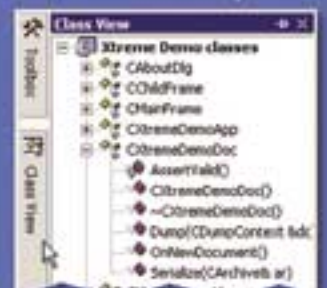 Class View
Toolbox
Class View
Xtreme Demo classes
CAboutDlg
CChildFrame
CMainFrame
CXtremeDemoApp
CXtremeDemoDoc
AssertValid()
CXtremeDemoDoc()
~CXtremeDemoDoc()
Dump(CDumpContext &dc
OnNewDocument()
Serialize(CArchive& ar)